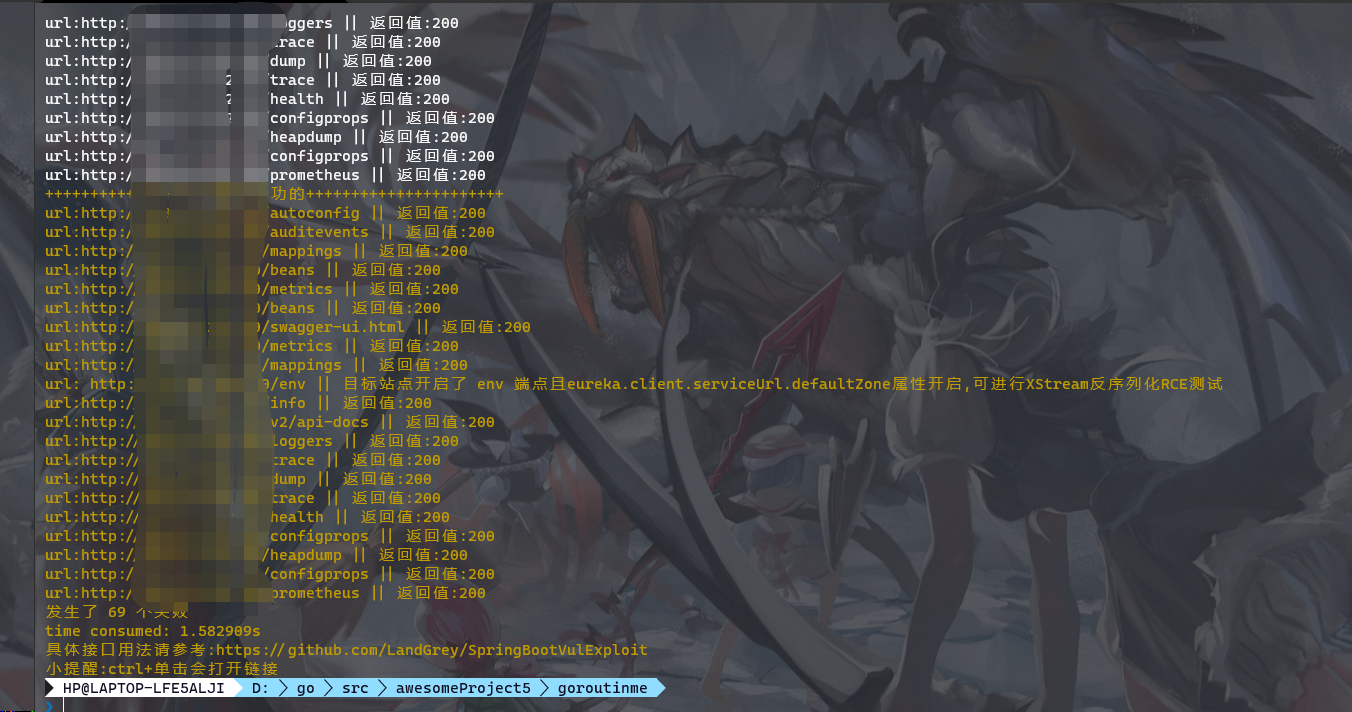 url:http:/ oggers || 返回值:200
url:http:/ trace || 返回值:200
url:http:/ dump || 返回值:200
url:http:/ 2 /trace || 返回值:200
url:http:/ /health || 返回值:200
url:http:/ /configprops || 返回值:200
url:http:/ /heapdump || 返回值:200
url:http:/ /configprops || 返回值:200
url:http:/ /prometheus || 返回值:200
++++++++++ 功的++++++++++++++++++++++
url:http:/ autoconfig || 返回值:200
url:http:/ auditevents || 返回值:200
url:http:/ /mappings || 返回值:200
url:http:/ /beans || 返回值:200
url:http:/ /metrics || 返回值:200
url:http:/ /beans || 返回值:200
url:http:/ 0/swagger-ui.html || 返回值:200
url:http:/ /metrics || 返回值:200
url:http:/ /mappings || 返回值:200
url: http: 0/env || 目标站点开启了 env 端点且eureka.client.serviceUrl.defaultZone属性开启,可进行XStream反序列化RCE测试
url:http:/ /info || 返回值:200
url:http:/ v2/api-docs || 返回值:200
url:http:// loggers || 返回值:200
url:http:// trace || 返回值:200
url:http:// dump || 返回值:200
url:http:// trace || 返回值:200
url:http:// health || 返回值:200
url:http:/ configprops || 返回值:200
url:http:/ /heapdump || 返回值:200
url:http:// /configprops || 返回值:200
url:http:// prometheus || 返回值:200
发生了 69 个失败
time consumed: 1.582909s
具体接口用法请参考:https://github.com/LandGrey/SpringBootVulExploit
小提醒:ctrl+单击会打开链接
HP@LAPTOP-LFE5ALJI D: go src awesomeProject5 goroutinme